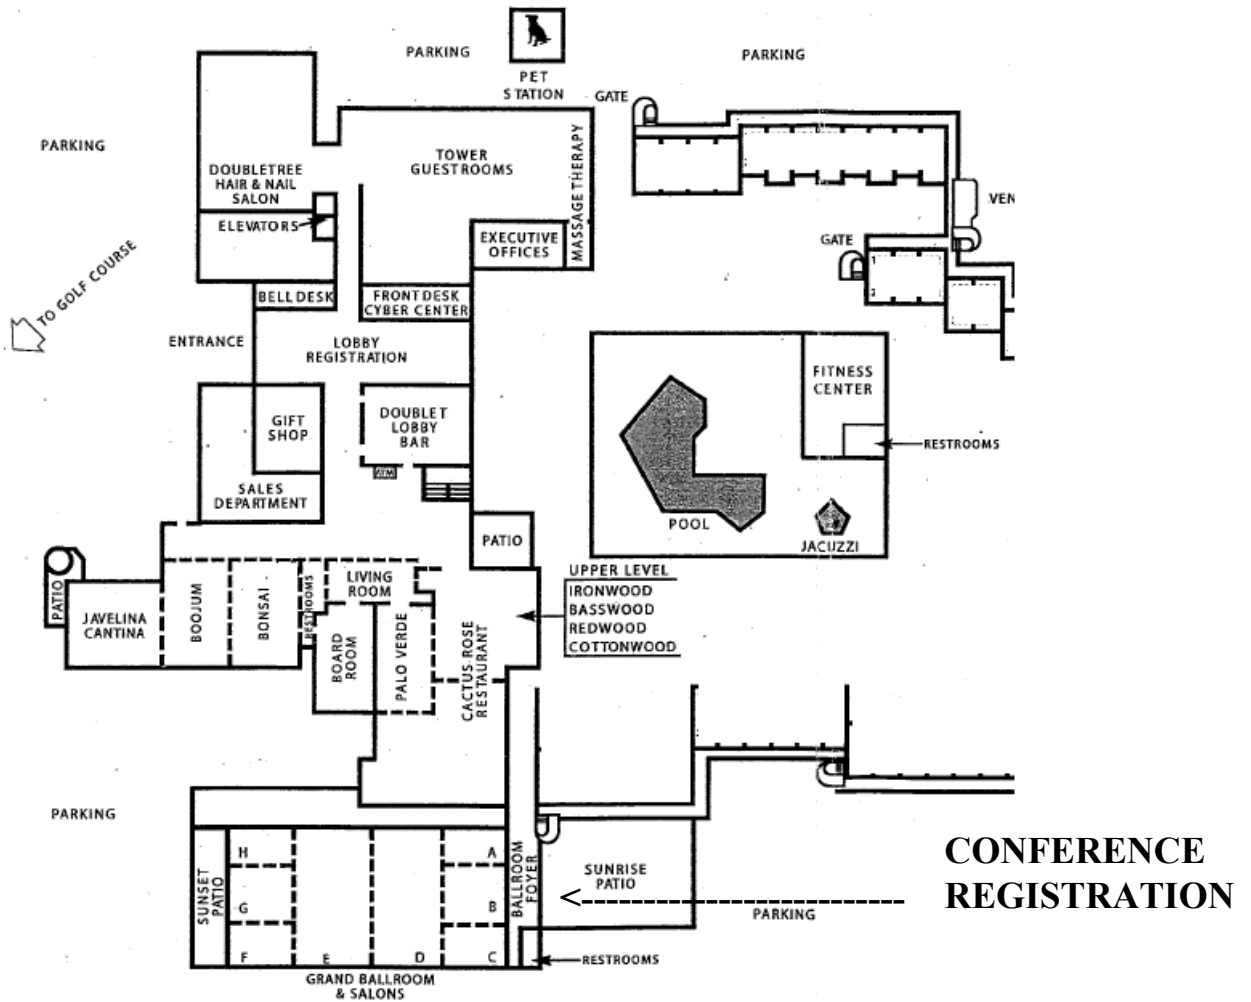 PARKING
PET
STATION
PARKING
GATE
PARKING
TOWER
GUESTROOMS
MASSAGE THERAPY
DOUBLETREE
HAIR & NAIL
SALON
ELEVATORS
EXECUTIVE
OFFICES
VEN
GATE
1
2
TO GOLF COURSE
BELL DESK
FRONT DESK
CYBER CENTER
ENTRANCE
LOBBY
REGISTRATION
FITNESS
CENTER
GIFT
SHOP
DOUBLET
LOBBY
BAR
RESTROOMS
ATM
SALES
DEPARTMENT
POOL
JACUZZI
PATIO
UPPER LEVEL
IRONWOOD
BASSWOOD
REDWOOD
COTTONWOOD
PATIO
JAVELINA
CANTINA
BOOJUM
BONSAI
RESTROOMS
LIVING
ROOM
BOARD
ROOM
PALO VERDE
CACTUS ROSE
RESTAURANT
PARKING
SUNSET
PATIO
H
G
F
E
D
A
B
C
BALLROOM
FOYER
SUNRISE
PATIO
CONFERENCE
REGISTRATION
PARKING
RESTROOMS
GRAND BALLROOM
& SALONS